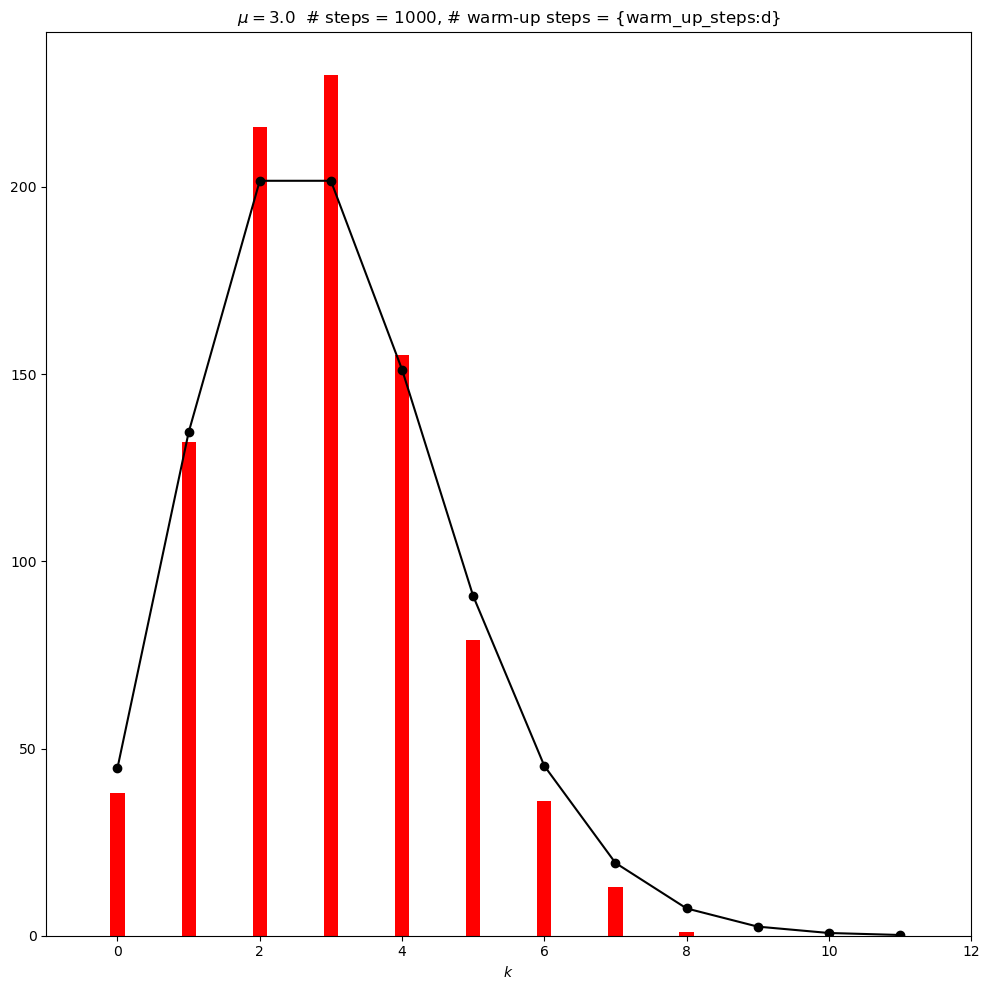 μ = 3.0  # steps = 1000, # warm-up steps = {warm_up_steps:d}
200
150
100
50
0
0 2 4 6 8 10 12
k